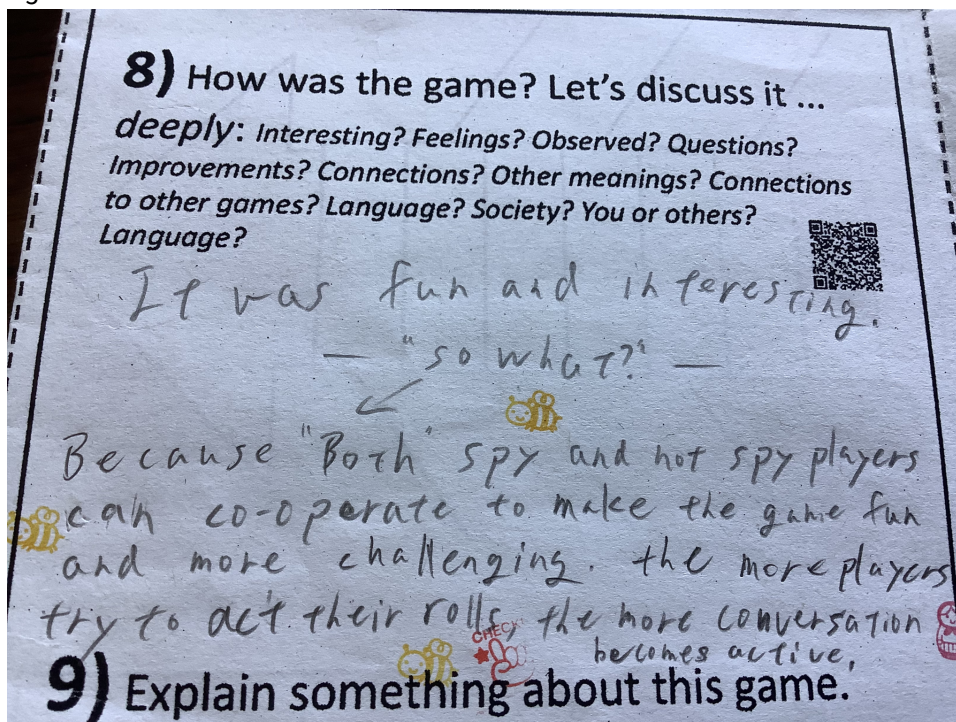 8) How was the game? Let's discuss it ...
deeply: Interesting? Feelings? Observed? Questions?
Improvements? Connections? Other meanings? Connections
to other games? Language? Society? You or others?
Language?
It was fun and interesting.
— "so what?" —
Because "Both" spy and not spy players
can co-operate to make the game fun
and more challenging. the more players
try to act their rolls, the more conversation
becomes active,
CHECK!
9) Explain something about this game.